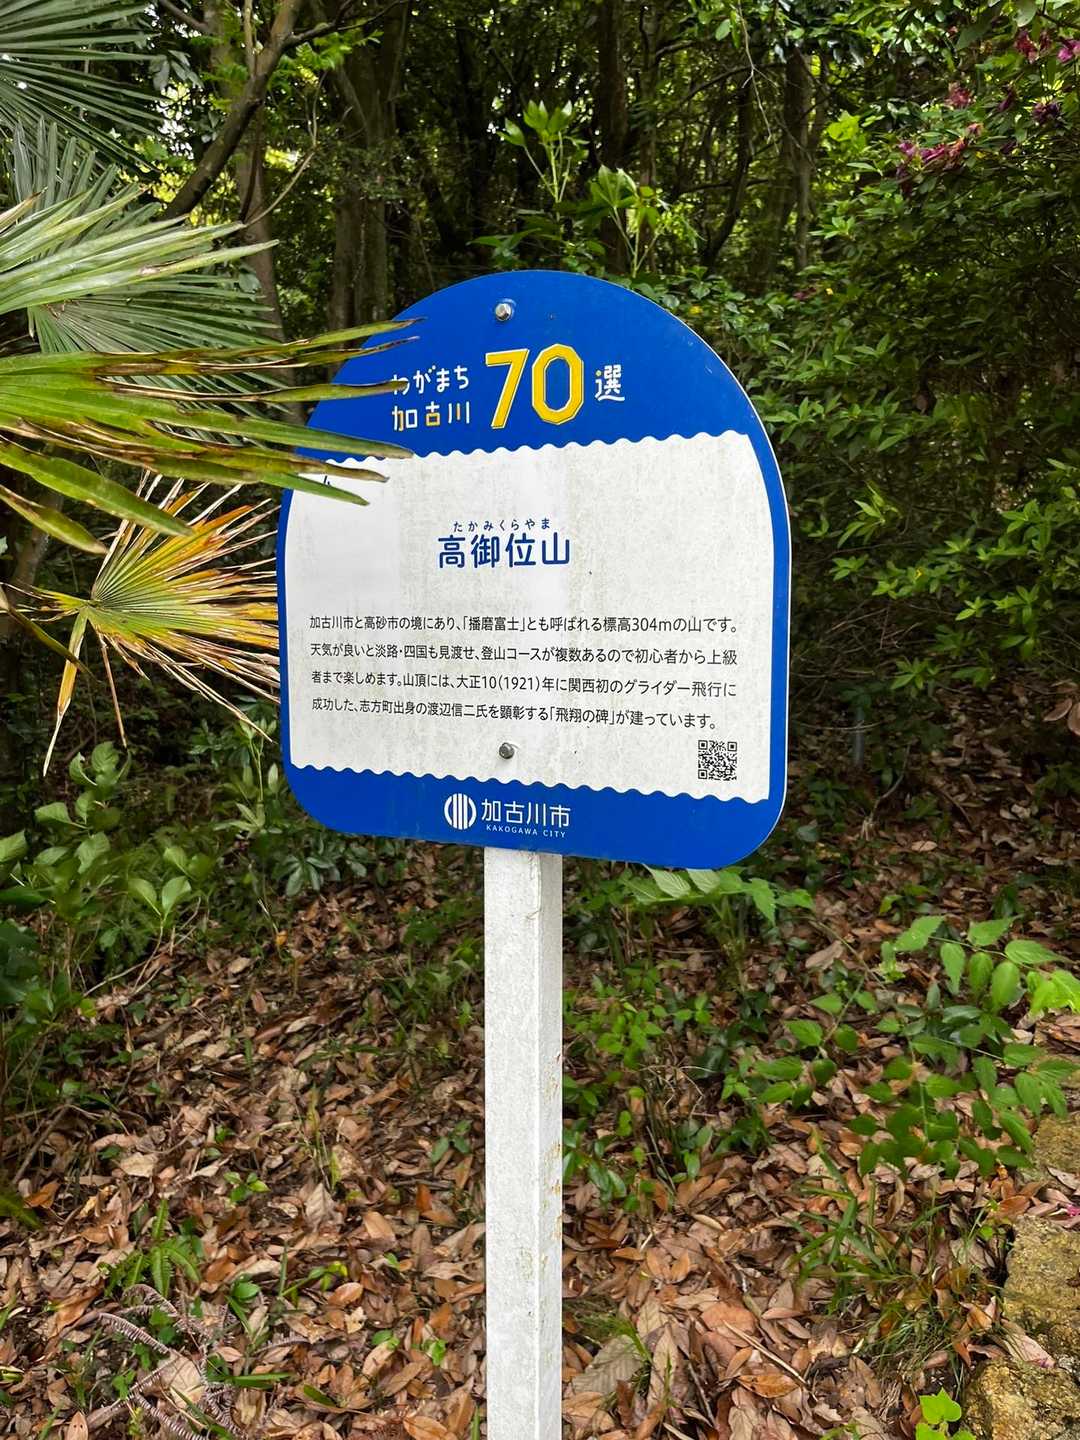 わがまち
加古川 70 選
たかみくらやま
高御位山
加古川市と高砂市の境にあり、「播磨富士」とも呼ばれる標高304mの山です。
天気が良いと淡路・四国も見渡せ、登山コースが複数あるので初心者から上級
者まで楽しめます。山頂には、大正10(1921)年に関西初のグライダー飛行に
成功した、志方町出身の渡辺信二氏を顕彰する「飛翔の碑」が建っています。
加古川市
KAKOGAWA CITY